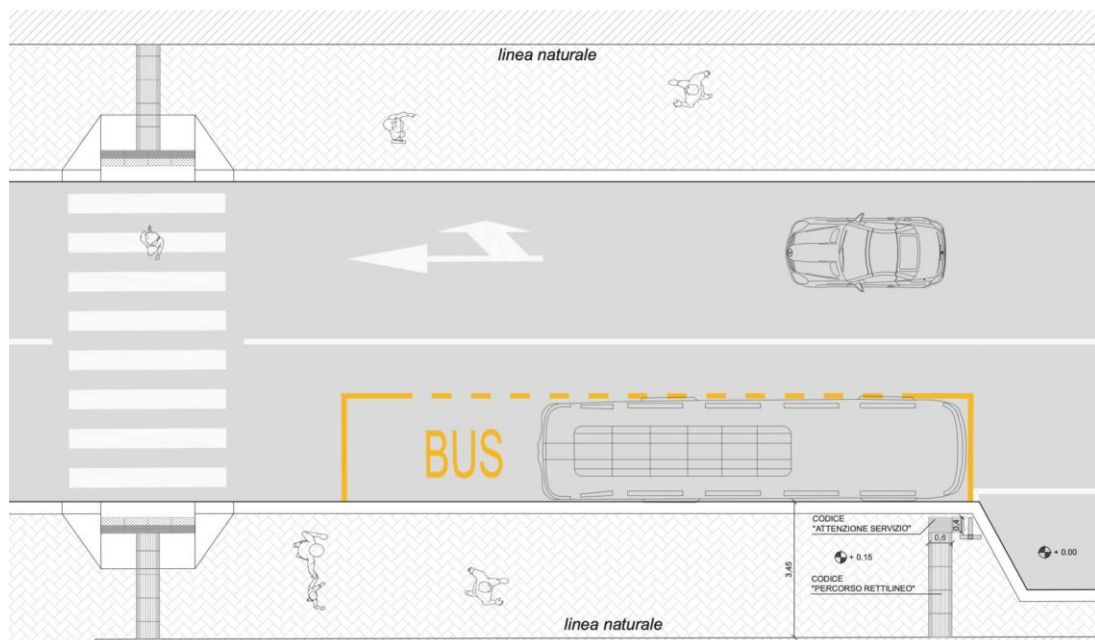 linea naturale
BUS
CODICE
"ATTENZIONE SERVIZIO"
0,4
0,6
+ 0.15
+ 0.00
3,45
CODICE
"PERCORSO RETTILINEO"
linea naturale